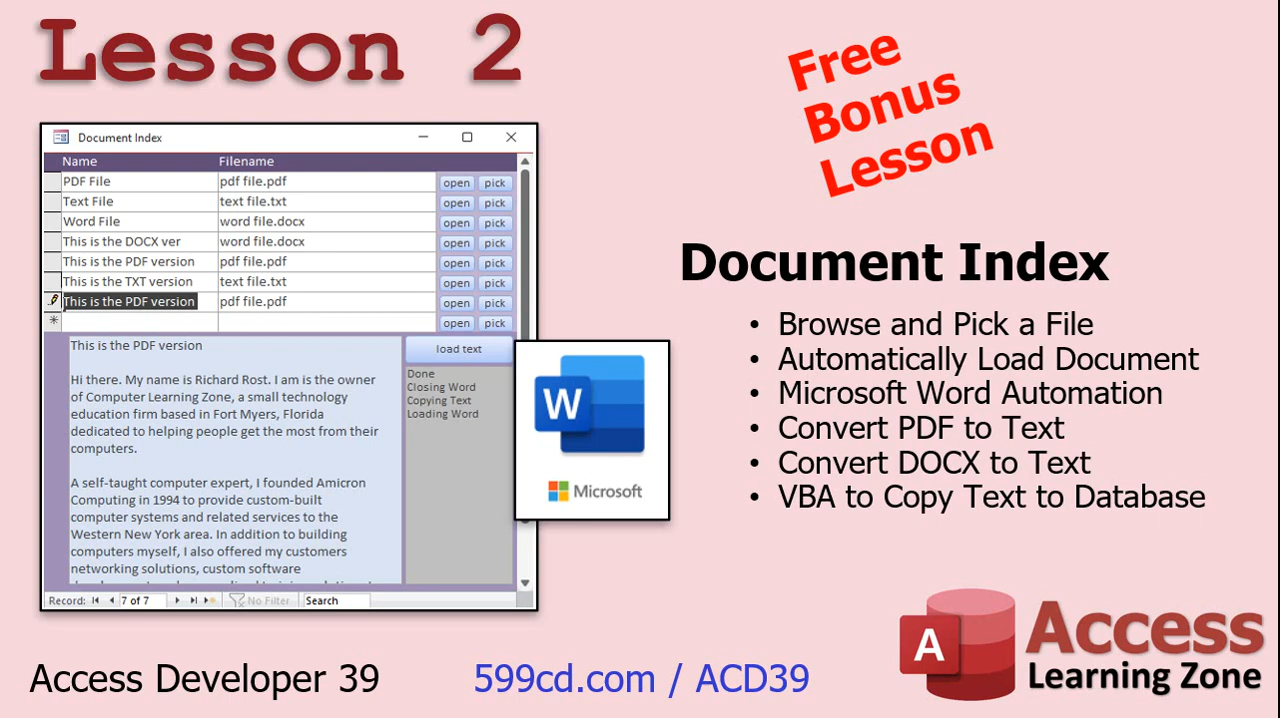 Lesson 2
Free
Bonus
Lesson
Document Index
Name Filename
PDF File pdf file.pdf open pick
Text File text file.txt open pick
Word File word file.docx open pick
This is the DOCX ver word file.docx open pick
This is the PDF version pdf file.pdf open pick
This is the TXT version text file.txt open pick
This is the PDF version pdf file.pdf open pick
* open pick
This is the PDF version
Hi there. My name is Richard Rost. I am is the owner
of Computer Learning Zone, a small technology
education firm based in Fort Myers, Florida
dedicated to helping people get the most from their
computers.
A self-taught computer expert, I founded Amicron
Computing in 1994 to provide custom-built
computer systems and related services to the
Western New York area. In addition to building
computers myself, I also offered my customers
networking solutions, custom software
load text
Done
Closing Word
Copying Text
Loading Word
Record: 7 of 7 No Filter Search
W
Microsoft
Document Index
• Browse and Pick a File
• Automatically Load Document
• Microsoft Word Automation
• Convert PDF to Text
• Convert DOCX to Text
• VBA to Copy Text to Database
Access Developer 39
599cd.com / ACD39
A
Access
Learning Zone